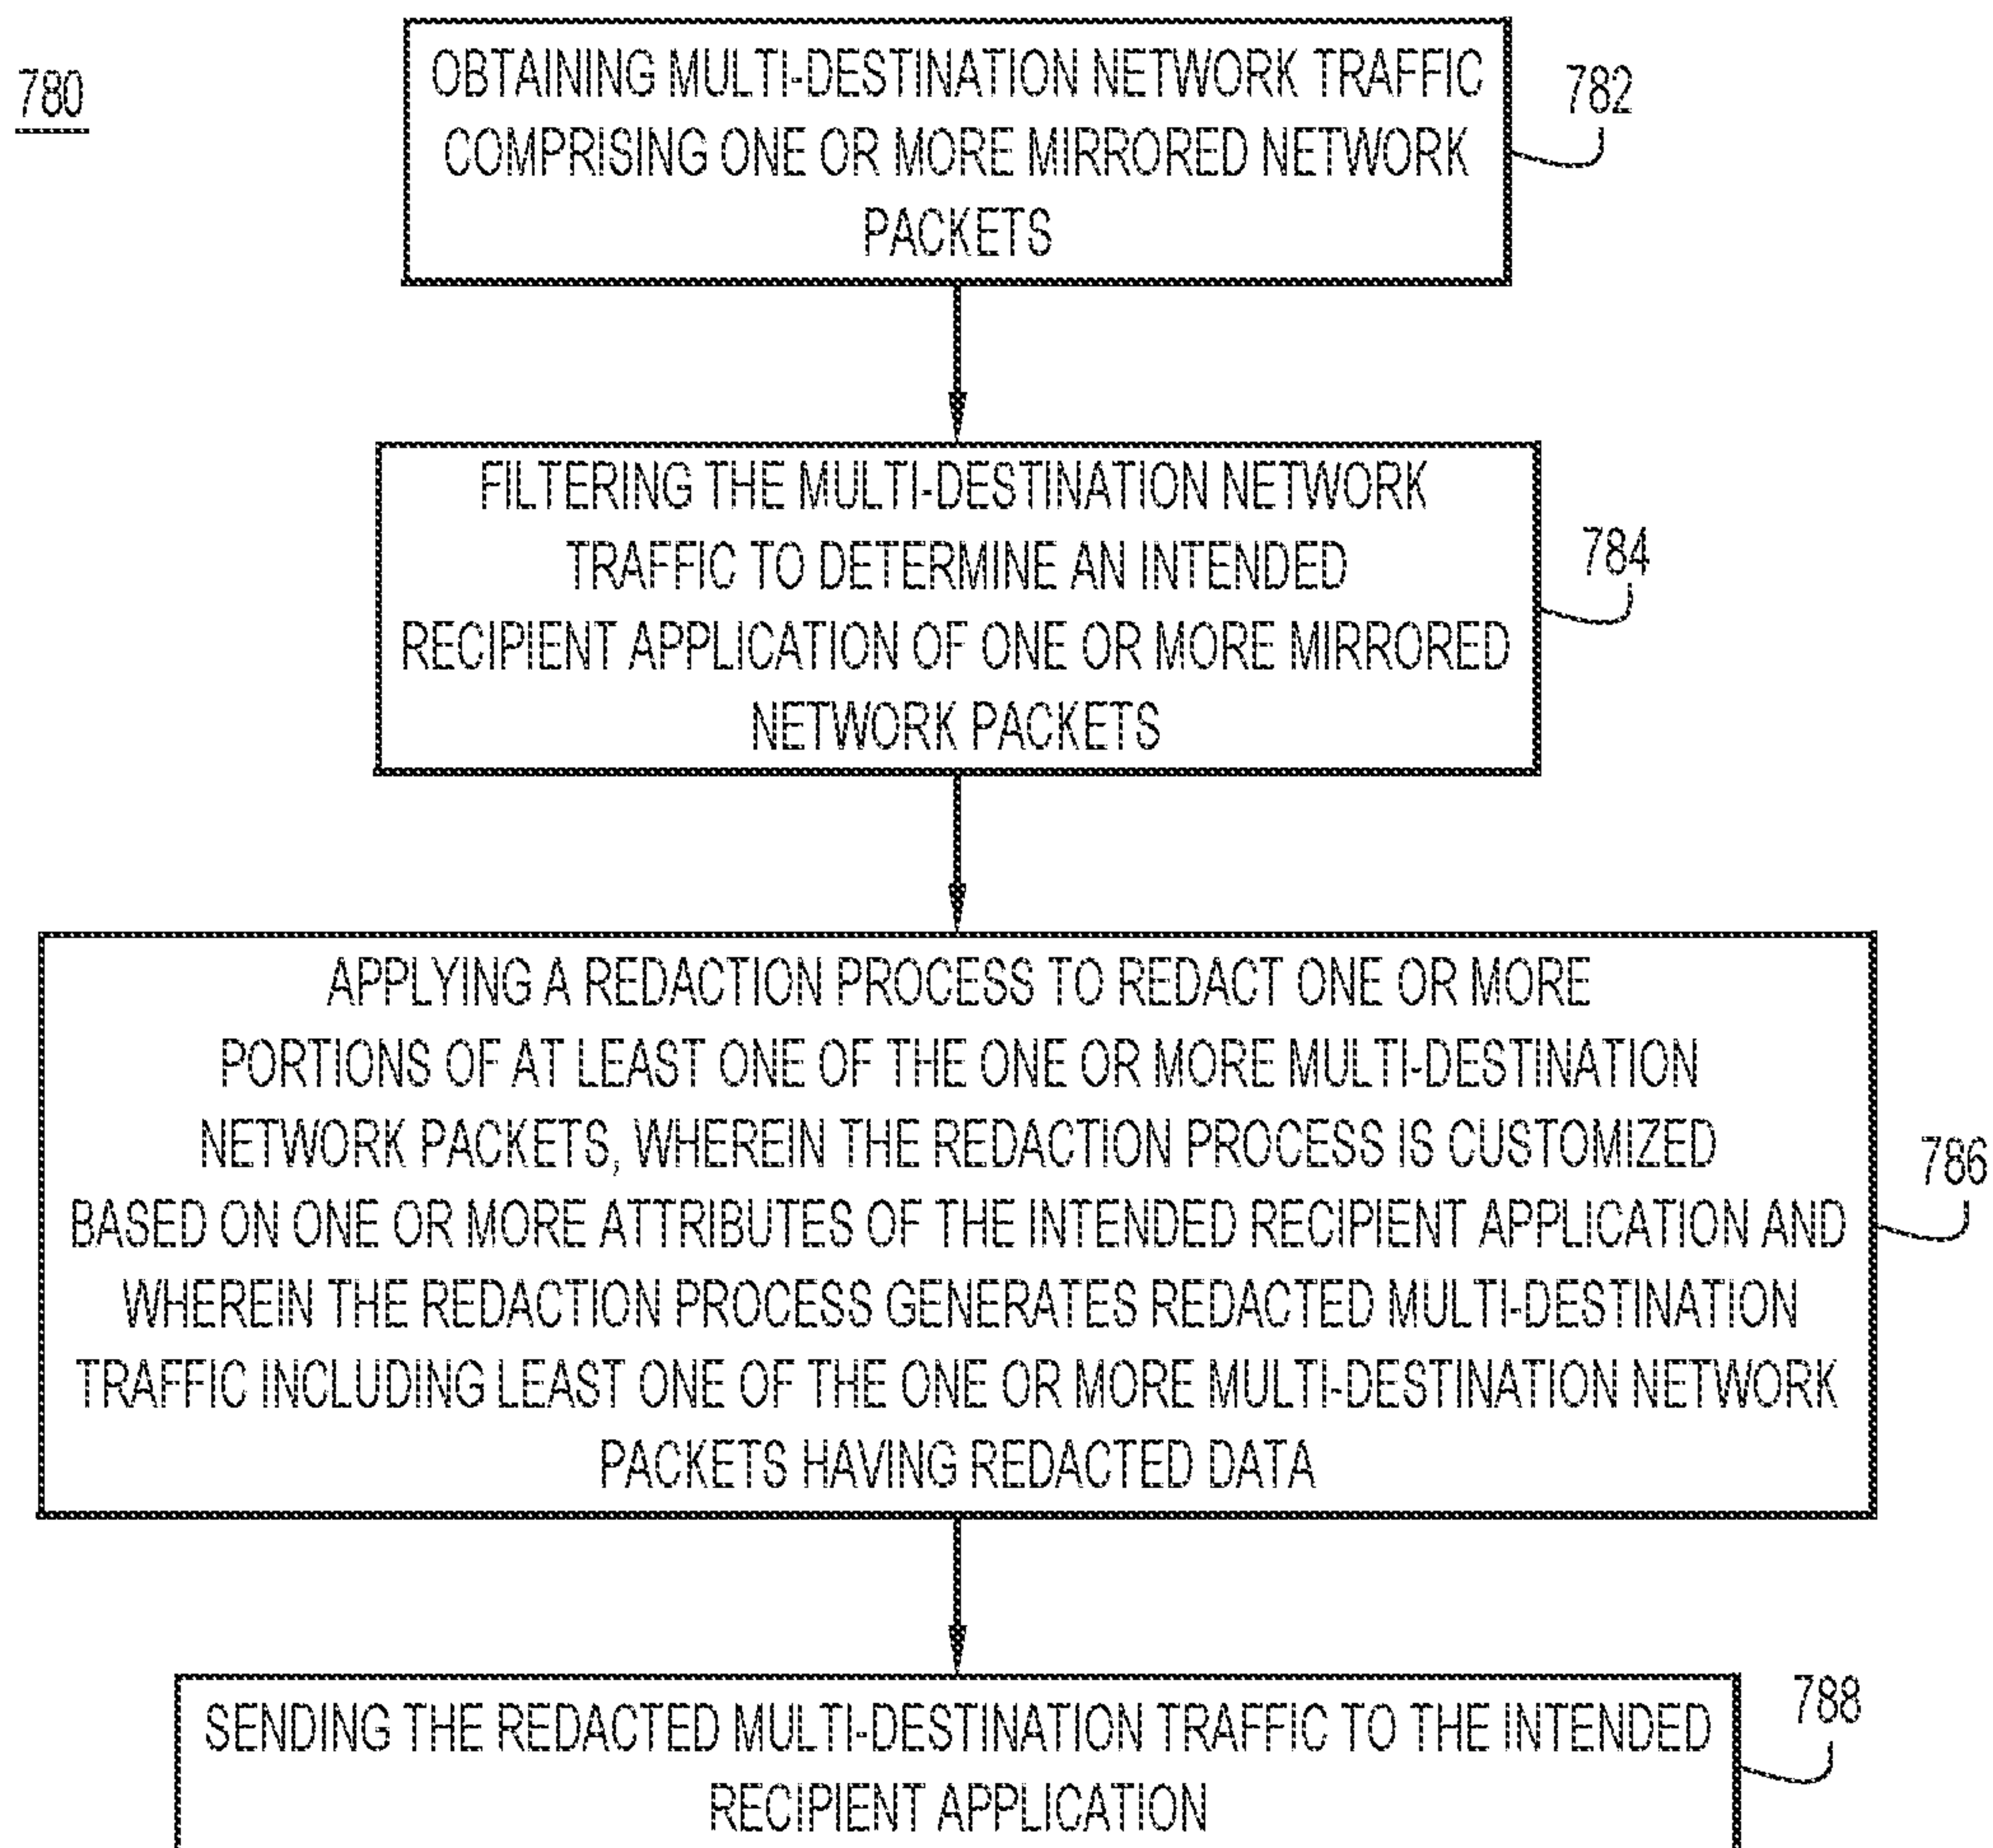 780
OBTAINING MULTI-DESTINATION NETWORK TRAFFIC
COMPRISING ONE OR MORE MIRRORED NETWORK
PACKETS
782
FILTERING THE MULTI-DESTINATION NETWORK
TRAFFIC TO DETERMINE AN INTENDED
RECIPIENT APPLICATION OF ONE OR MORE MIRRORED
NETWORK PACKETS
784
APPLYING A REDACTION PROCESS TO REDACT ONE OR MORE
PORTIONS OF AT LEAST ONE OF THE ONE OR MORE MULTI-DESTINATION
NETWORK PACKETS, WHEREIN THE REDACTION PROCESS IS CUSTOMIZED
BASED ON ONE OR MORE ATTRIBUTES OF THE INTENDED RECIPIENT APPLICATION AND
WHEREIN THE REDACTION PROCESS GENERATES REDACTED MULTI-DESTINATION
TRAFFIC INCLUDING LEAST ONE OF THE ONE OR MORE MULTI-DESTINATION NETWORK
PACKETS HAVING REDACTED DATA
786
SENDING THE REDACTED MULTI-DESTINATION TRAFFIC TO THE INTENDED
RECIPIENT APPLICATION
788